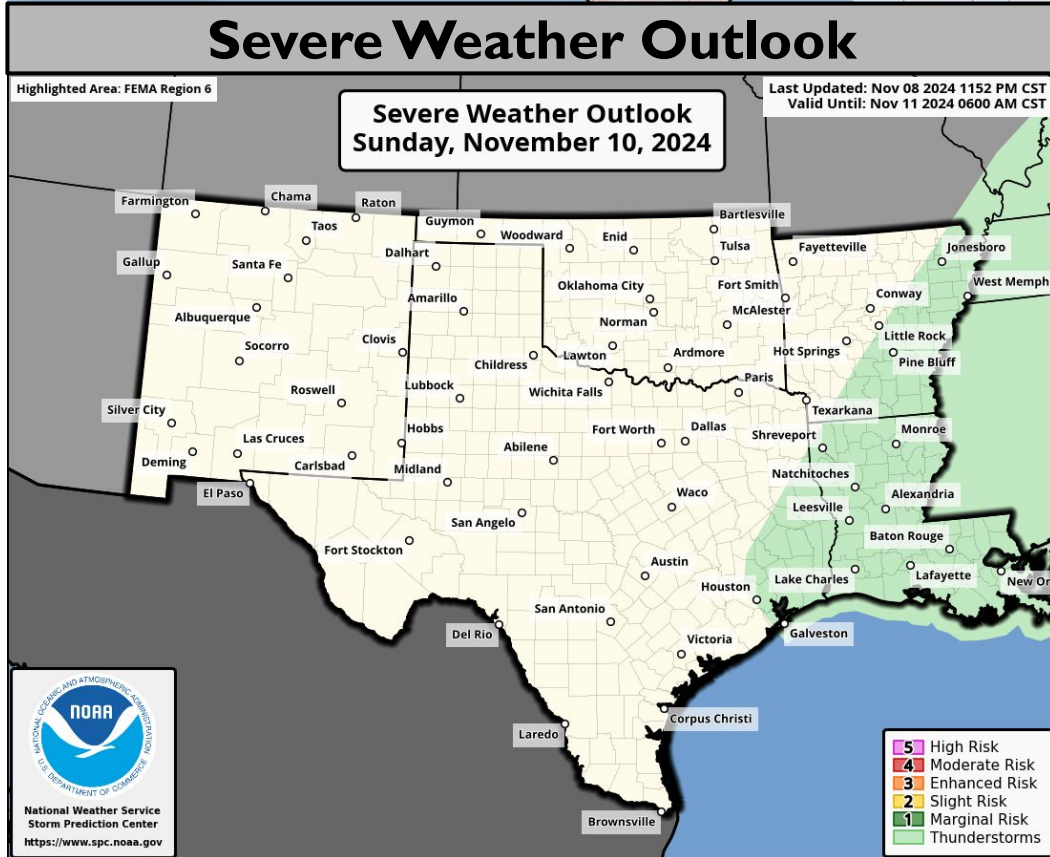 Severe Weather Outlook
Highlighted Area: FEMA Region 6
Last Updated: Nov 08 2024 1152 PM CST
Valid Until: Nov 11 2024 0600 AM CST
Severe Weather Outlook
Sunday, November 10, 2024
Farmington
Chama
Raton
Taos
Guymon
Woodward
Enid
Bartlesville
Tulsa
Fayetteville
Jonesboro
Gallup
Santa Fe
Dalhart
Amarillo
Oklahoma City
Fort Smith
Conway
West Memph
Albuquerque
Norman
McAlester
Little Rock
Socorro
Clovis
Childress
Lawton
Ardmore
Hot Springs
Pine Bluff
Roswell
Lubbock
Wichita Falls
Paris
Texarkana
Silver City
Las Cruces
Hobbs
Fort Worth
Dallas
Shreveport
Monroe
Deming
Carlsbad
Midland
Abilene
Natchitoches
El Paso
San Angelo
Waco
Leesville
Alexandria
Fort Stockton
Baton Rouge
Austin
Houston
Lake Charles
Lafayette
New Or
San Antonio
Del Rio
Victoria
Galveston
Laredo
Corpus Christi
Brownsville
NATIONAL OCEANIC AND ATMOSPHERIC ADMINISTRATION
NOAA
U.S. DEPARTMENT OF COMMERCE
National Weather Service
Storm Prediction Center
https://www.spc.noaa.gov
5 High Risk
4 Moderate Risk
3 Enhanced Risk
2 Slight Risk
1 Marginal Risk
Thunderstorms